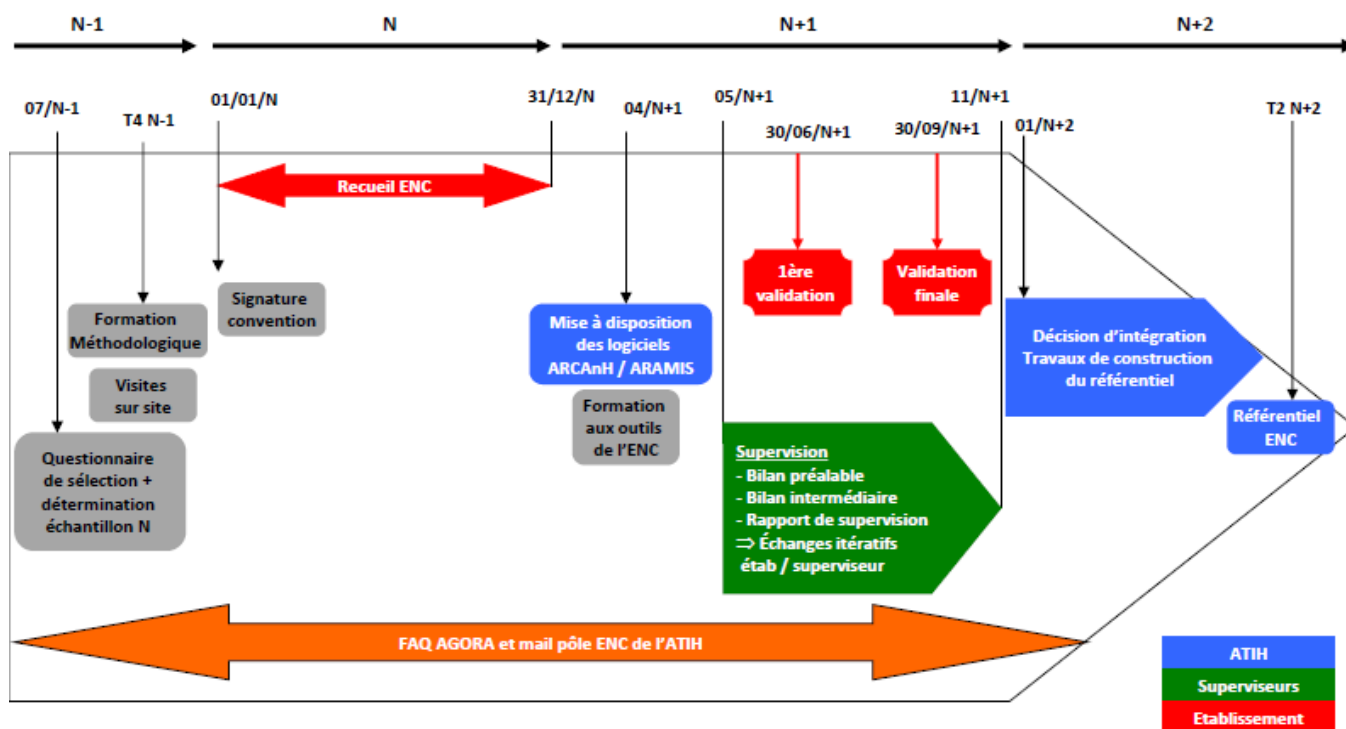 N-1
N
N+1
N+2
07/N-1
T4 N-1
01/01/N
31/12/N
04/N+1
05/N+1
30/06/N+1
30/09/N+1
11/N+1
01/N+2
T2 N+2
Recueil ENC
1ère
validation
Validation
finale
Signature
convention
Formation
Méthodologique
Visites
sur site
Questionnaire
de sélection +
détermination
échantillon N
Mise à disposition
des logiciels
ARCAnH / ARAMIS
Formation
aux outils
de l'ENC
Décision d'intégration
Travaux de construction
du référentiel
Référentiel
ENC
Supervision
- Bilan préalable
- Bilan intermédiaire
- Rapport de supervision
⇒ Échanges itératifs
étab / superviseur
FAQ AGORA et mail pôle ENC de l'ATIH
ATIH
Superviseurs
Etablissement